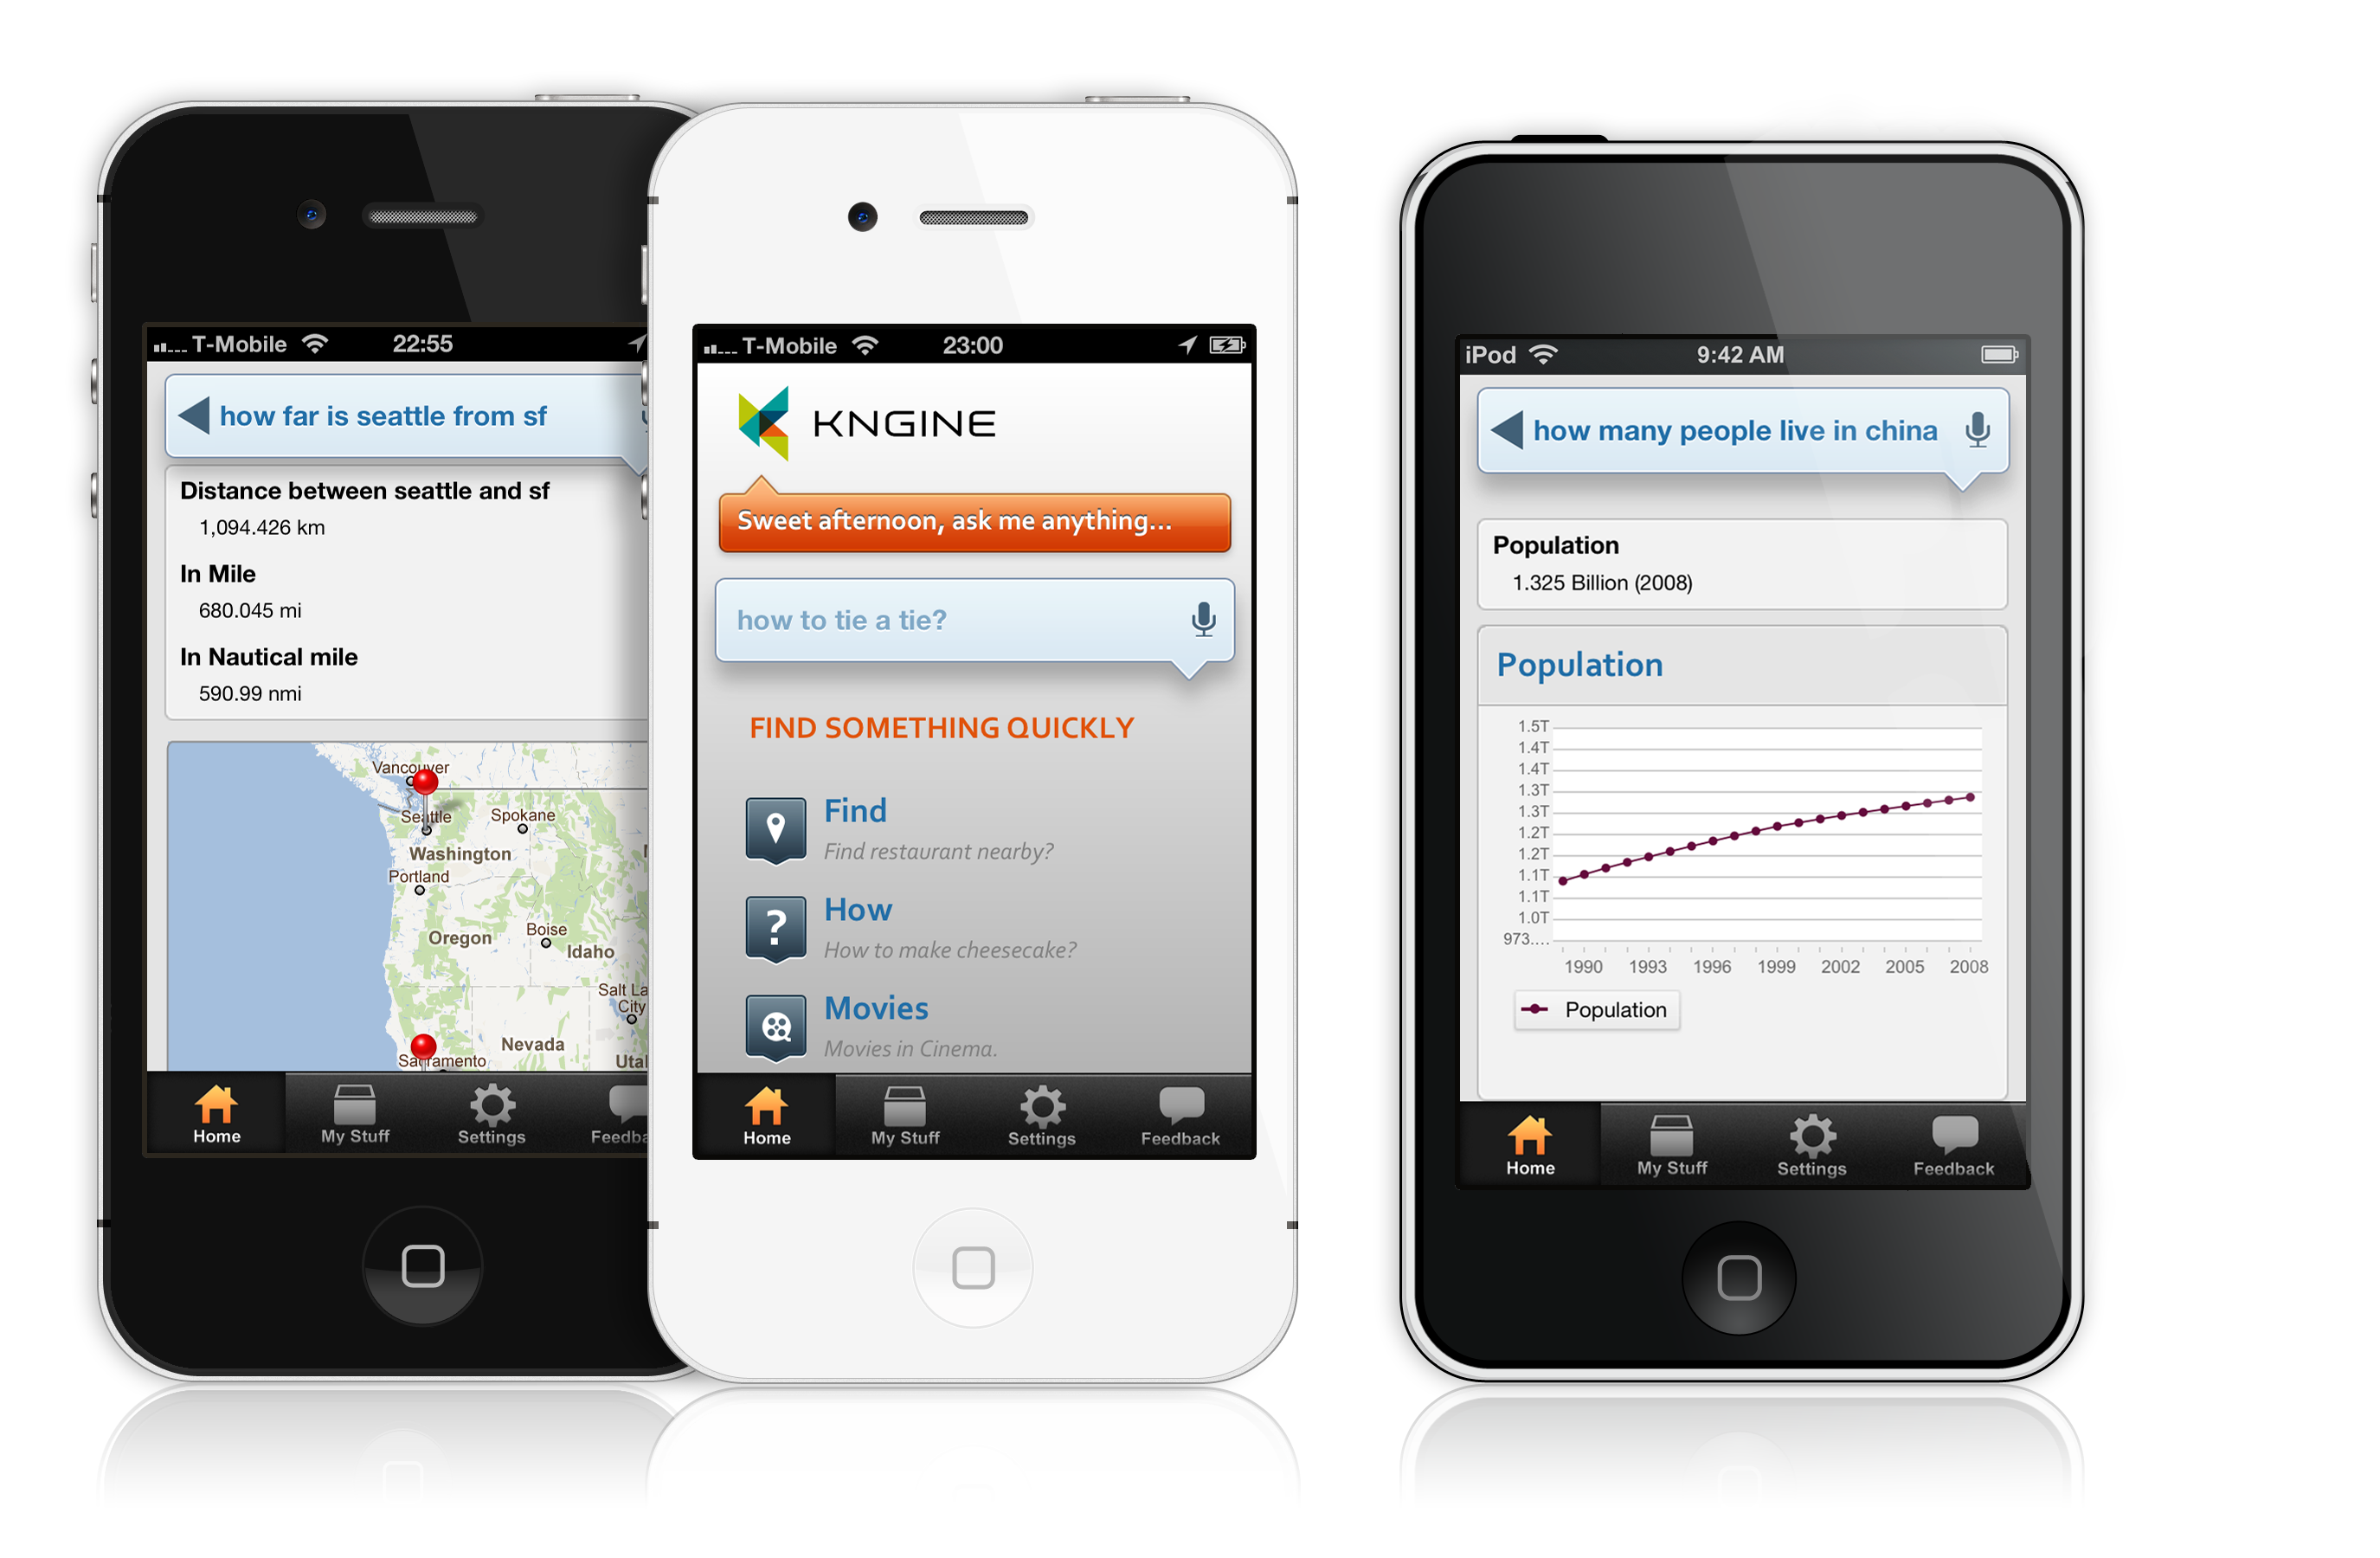 T-Mobile 22:55
how far is seattle from sf
Distance between seattle and sf
1,094.426 km
In Mile
680.045 mi
In Nautical mile
590.99 nmi
Vancouver
Seattle
Spokane
Washington
Portland
Oregon
Boise
Idaho
Salt La
City
Nevada
Sacramento
Utal
Home My Stuff Settings Feedba
T-Mobile 23:00
KNGINE
Sweet afternoon, ask me anything...
how to tie a tie?
FIND SOMETHING QUICKLY
Find
Find restaurant nearby?
How
How to make cheesecake?
Movies
Movies in Cinema.
Home My Stuff Settings Feedback
iPod 9:42 AM
how many people live in china
Population
1.325 Billion (2008)
Population
1.5T
1.4T
1.4T
1.3T
1.3T
1.2T
1.2T
1.1T
1.1T
1.0T
973....
1990 1993 1996 1999 2002 2005 2008
Population
Home My Stuff Settings Feedback